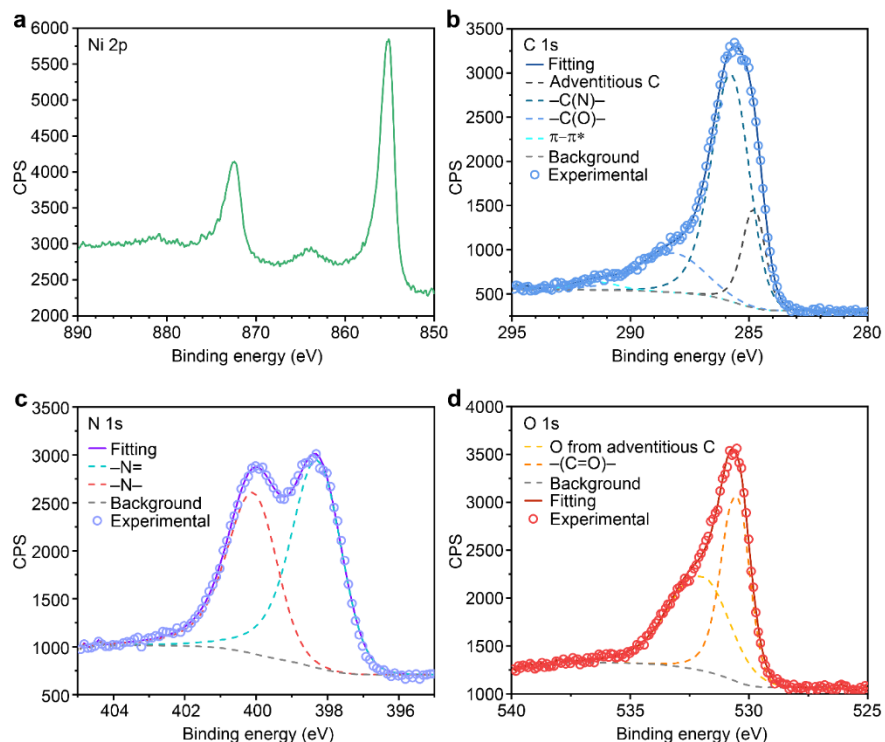 a
Ni 2p
CPS
6000
5500
5000
4500
4000
3500
3000
2500
2000
890 880 870 860 850
Binding energy (eV)
b
C 1s
Fitting
Adventitious C
–C(N)–
–C(O)–
π–π*
Background
Experimental
CPS
3500
3000
2500
2000
1500
1000
500
295 290 285 280
Binding energy (eV)
c
N 1s
Fitting
–N=
–N–
Background
Experimental
CPS
3500
3000
2500
2000
1500
1000
500
404 402 400 398 396
Binding energy (eV)
d
O 1s
O from adventitious C
–(C=O)–
Background
Fitting
Experimental
CPS
4000
3500
3000
2500
2000
1500
1000
540 535 530 525
Binding energy (eV)